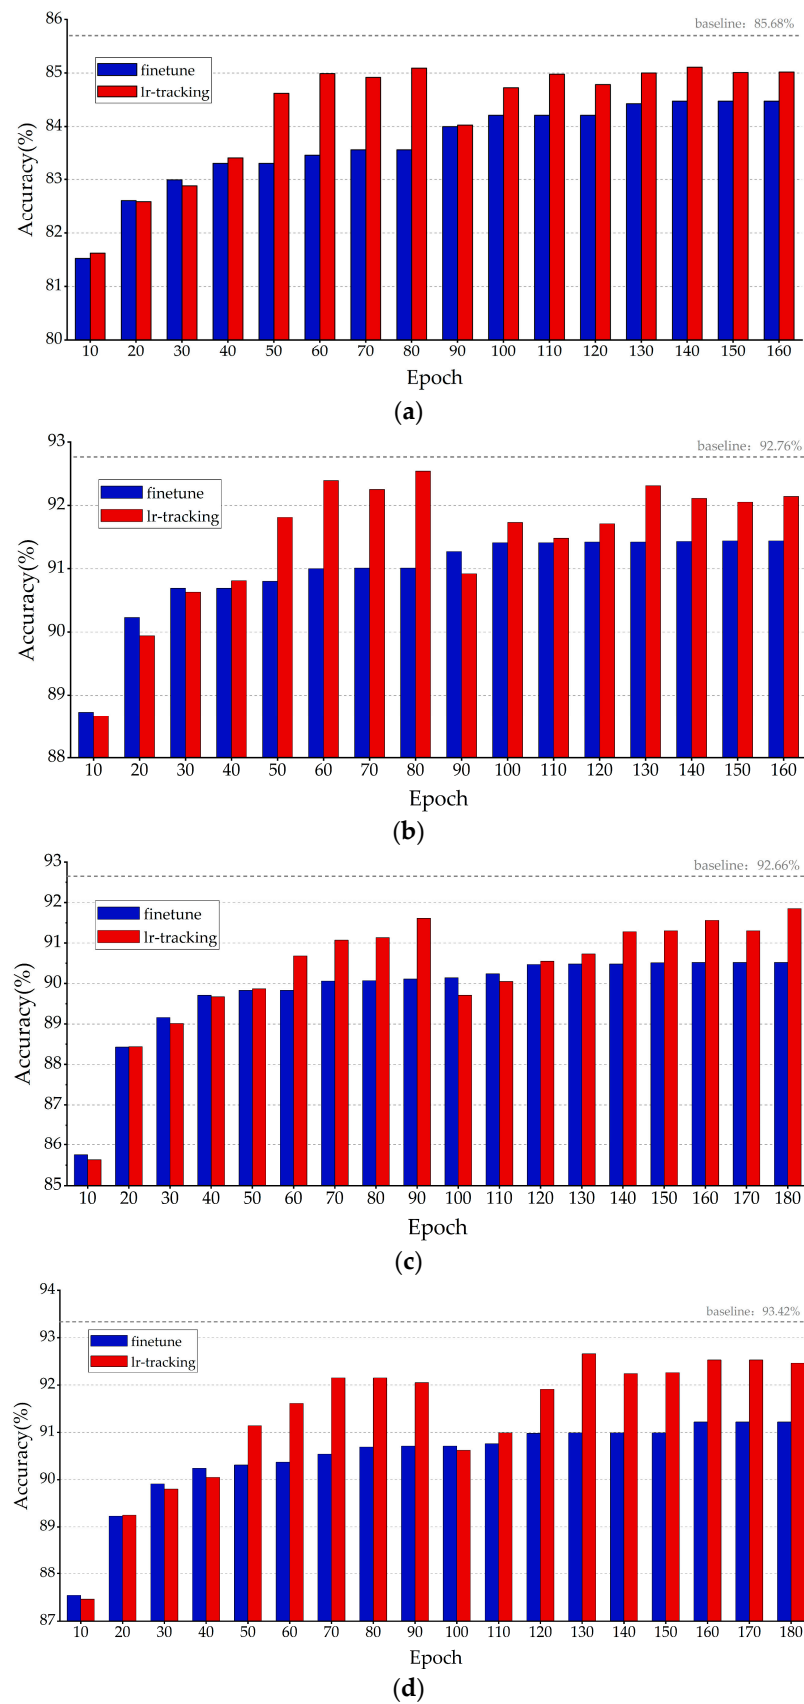 86
85
84
83
82
81
80
Accuracy(%)
baseline: 85.68%
finetune
lr-tracking
10 20 30 40 50 60 70 80 90 100 110 120 130 140 150 160
Epoch
(a)
93
92
91
90
89
88
Accuracy(%)
baseline: 92.76%
finetune
lr-tracking
10 20 30 40 50 60 70 80 90 100 110 120 130 140 150 160
Epoch
(b)
93
92
91
90
89
88
87
86
85
Accuracy(%)
baseline: 92.66%
finetune
lr-tracking
10 20 30 40 50 60 70 80 90 100 110 120 130 140 150 160 170 180
Epoch
(c)
94
93
92
91
90
89
88
87
Accuracy(%)
baseline: 93.42%
finetune
lr-tracking
10 20 30 40 50 60 70 80 90 100 110 120 130 140 150 160 170 180
Epoch
(d)